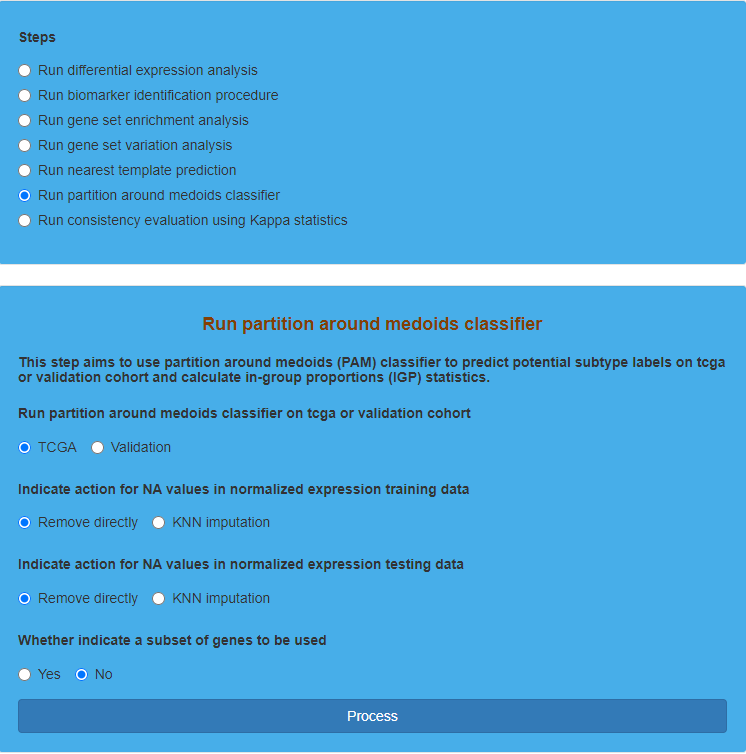 Steps
Run differential expression analysis
Run biomarker identification procedure
Run gene set enrichment analysis
Run gene set variation analysis
Run nearest template prediction
Run partition around medoids classifier
Run consistency evaluation using Kappa statistics
Run partition around medoids classifier
This step aims to use partition around medoids (PAM) classifier to predict potential subtype labels on tcga
or validation cohort and calculate in-group proportions (IGP) statistics.
Run partition around medoids classifier on tcga or validation cohort
TCGA Validation
Indicate action for NA values in normalized expression training data
Remove directly KNN imputation
Indicate action for NA values in normalized expression testing data
Remove directly KNN imputation
Whether indicate a subset of genes to be used
Yes No
Process